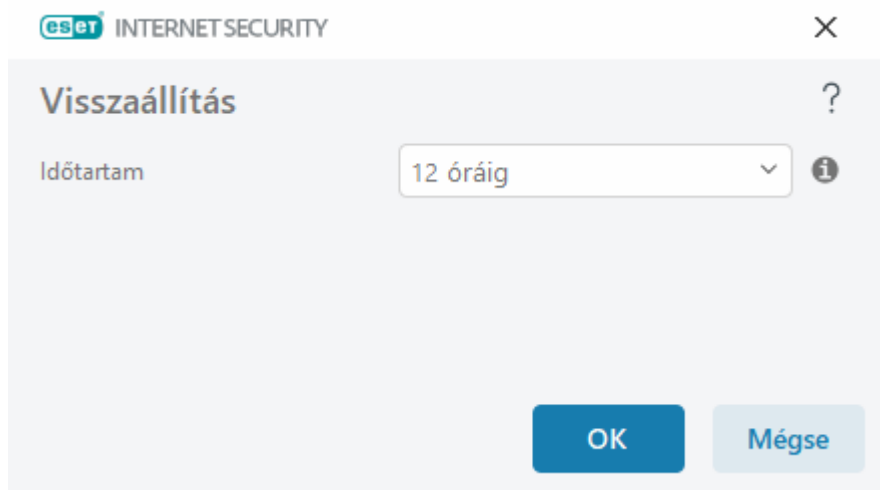 eset INTERNET SECURITY
Visszaállítás
?
Időtartam 12 óráig
OK Mégse